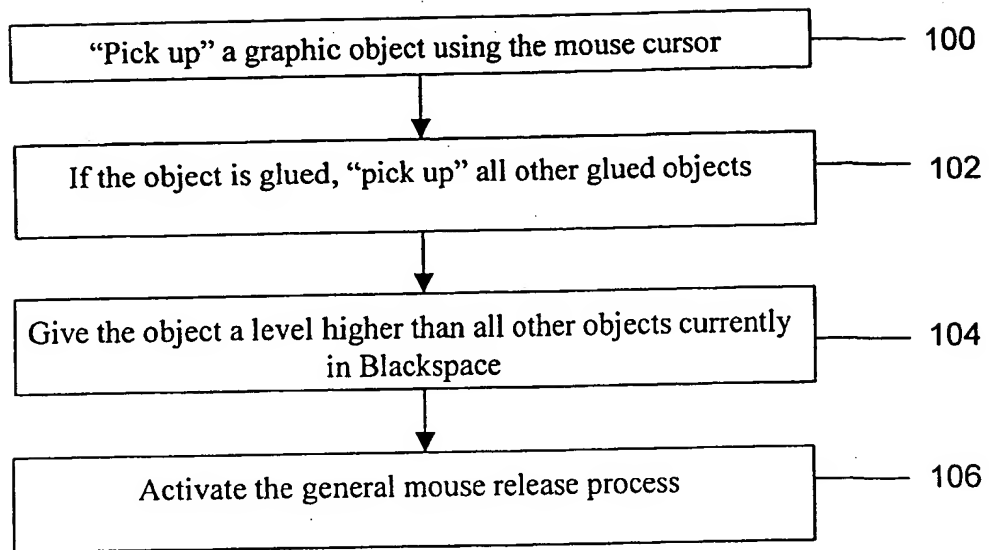 “Pick up” a graphic object using the mouse cursor
100
If the object is glued, “pick up” all other glued objects
102
Give the object a level higher than all other objects currently
in Blackspace
104
Activate the general mouse release process
106